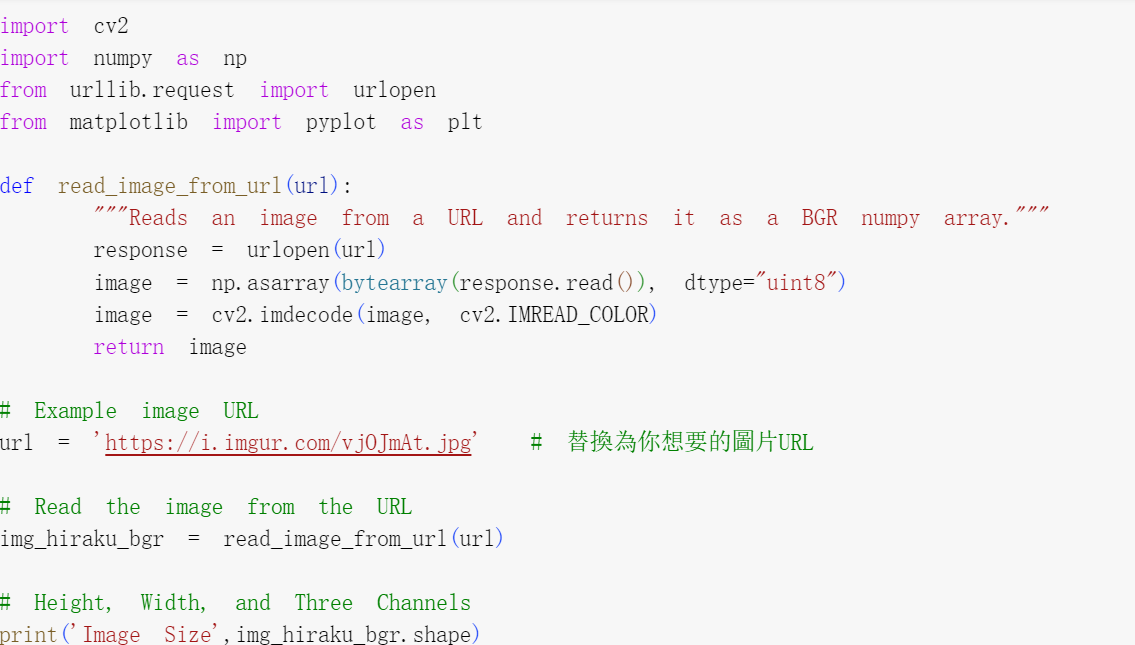 import cv2
import numpy as np
from urllib.request import urlopen
from matplotlib import pyplot as plt
def read_image_from_url(url):
"""Reads an image from a URL and returns it as a BGR numpy array."""
response = urlopen(url)
image = np.asarray(bytearray(response.read()), dtype="uint8")
image = cv2.imdecode(image, cv2.IMREAD_COLOR)
return image
# Example image URL
url = 'https://i.imgur.com/vjOJmAt.jpg' # 替換為你想要的圖片URL
# Read the image from the URL
img_hiraku_bgr = read_image_from_url(url)
# Height, Width, and Three Channels
print('Image Size',img_hiraku_bgr.shape)